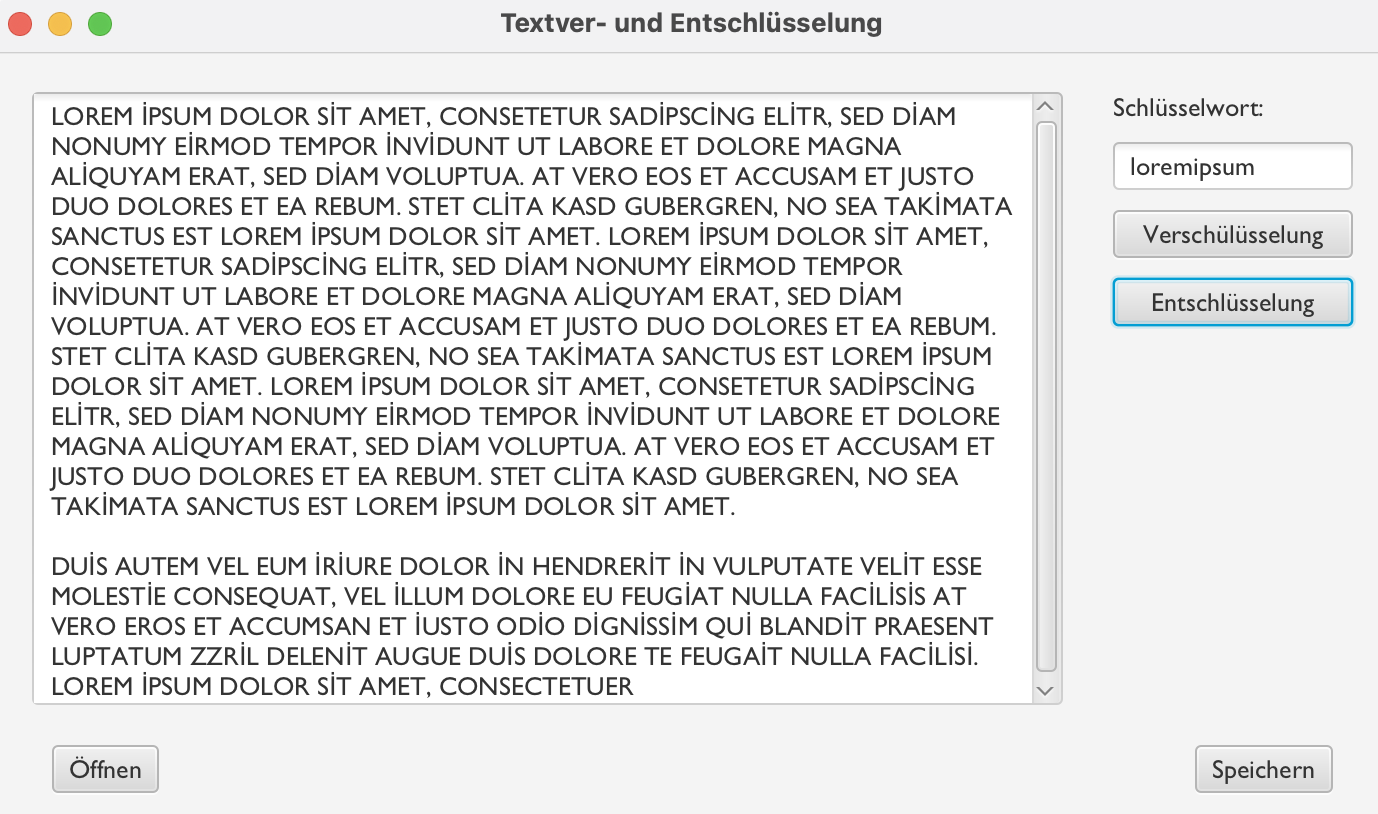 Textver- und Entschlüsselung
LOREM İPSUM DOLOR SİT AMET, CONSETETUR SADİPSCİNG ELİTR, SED DİAM
NONUMY EİRMOD TEMPOR İNVİDUNT UT LABORE ET DOLORE MAGNA
ALİQUYAM ERAT, SED DİAM VOLUPTUA. AT VERO EOS ET ACCUSAM ET JUSTO
DUO DOLORES ET EA REBUM. STET CLİTA KASD GUBERGREN, NO SEA TAKİMATA
SANCTUS EST LOREM İPSUM DOLOR SİT AMET. LOREM İPSUM DOLOR SİT AMET,
CONSETETUR SADİPSCİNG ELİTR, SED DİAM NONUMY EİRMOD TEMPOR
İNVİDUNT UT LABORE ET DOLORE MAGNA ALİQUYAM ERAT, SED DİAM
VOLUPTUA. AT VERO EOS ET ACCUSAM ET JUSTO DUO DOLORES ET EA REBUM.
STET CLİTA KASD GUBERGREN, NO SEA TAKİMATA SANCTUS EST LOREM İPSUM
DOLOR SİT AMET. LOREM İPSUM DOLOR SİT AMET, CONSETETUR SADİPSCİNG
ELİTR, SED DİAM NONUMY EİRMOD TEMPOR İNVİDUNT UT LABORE ET DOLORE
MAGNA ALİQUYAM ERAT, SED DİAM VOLUPTUA. AT VERO EOS ET ACCUSAM ET
JUSTO DUO DOLORES ET EA REBUM. STET CLİTA KASD GUBERGREN, NO SEA
TAKİMATA SANCTUS EST LOREM İPSUM DOLOR SİT AMET.
DUİS AUTEM VEL EUM İRİURE DOLOR İN HENDRERİT İN VULPUTATE VELİT ESSE
MOLESTİE CONSEQUAT, VEL İLLUM DOLORE EU FEUGİAT NULLA FACİLİSİS AT
VERO EROS ET ACCUMSAN ET İUSTO ODİO DİGNİSSİM QUİ BLANDİT PRAESENT
LUPTATUM ZZRİL DELENİT AUGUE DUİS DOLORE TE FEUGAİT NULLA FACİLİSİ.
LOREM İPSUM DOLOR SİT AMET, CONSECTETUER
Schlüsselwort:
loremipsum
Verschülüsselung
Entschlüsselung
Öffnen
Speichern